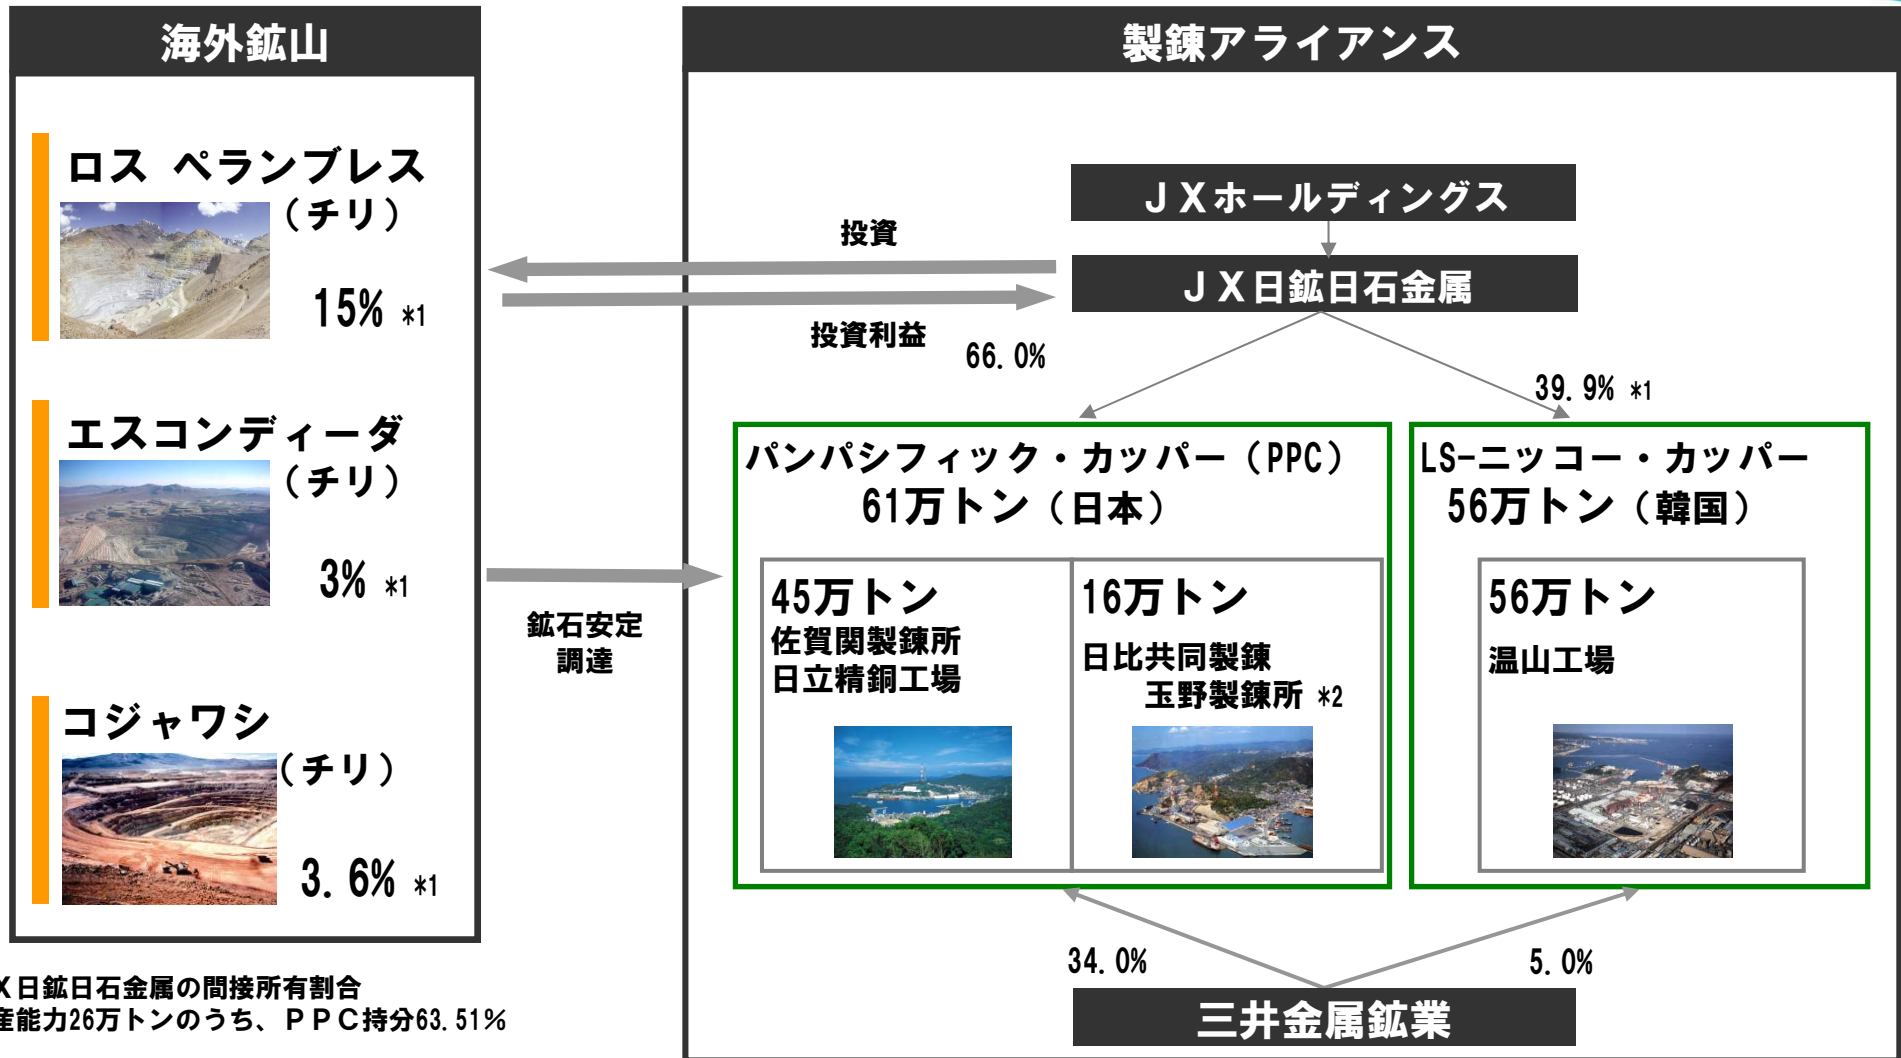 海外鉱山
ロス ペランブレス
（チリ）
15% *1
エスコンディーダ
（チリ）
3% *1
コジャワシ
（チリ）
3.6% *1
投資
投資利益
鉱石安定
調達
製錬アライアンス
ＪＸホールディングス
ＪＸ日鉱日石金属
66.0%
39.9% *1
パンパシフィック・カッパー（PPC）
61万トン（日本）
45万トン
佐賀関製錬所
日立精銅工場
16万トン
日比共同製錬
玉野製錬所 *2
LS-ニッコー・カッパー
56万トン（韓国）
56万トン
温山工場
34.0%
5.0%
三井金属鉱業
Ｘ日鉱日石金属の間接所有割合
産能力26万トンのうち、ＰＰＣ持分63.51％